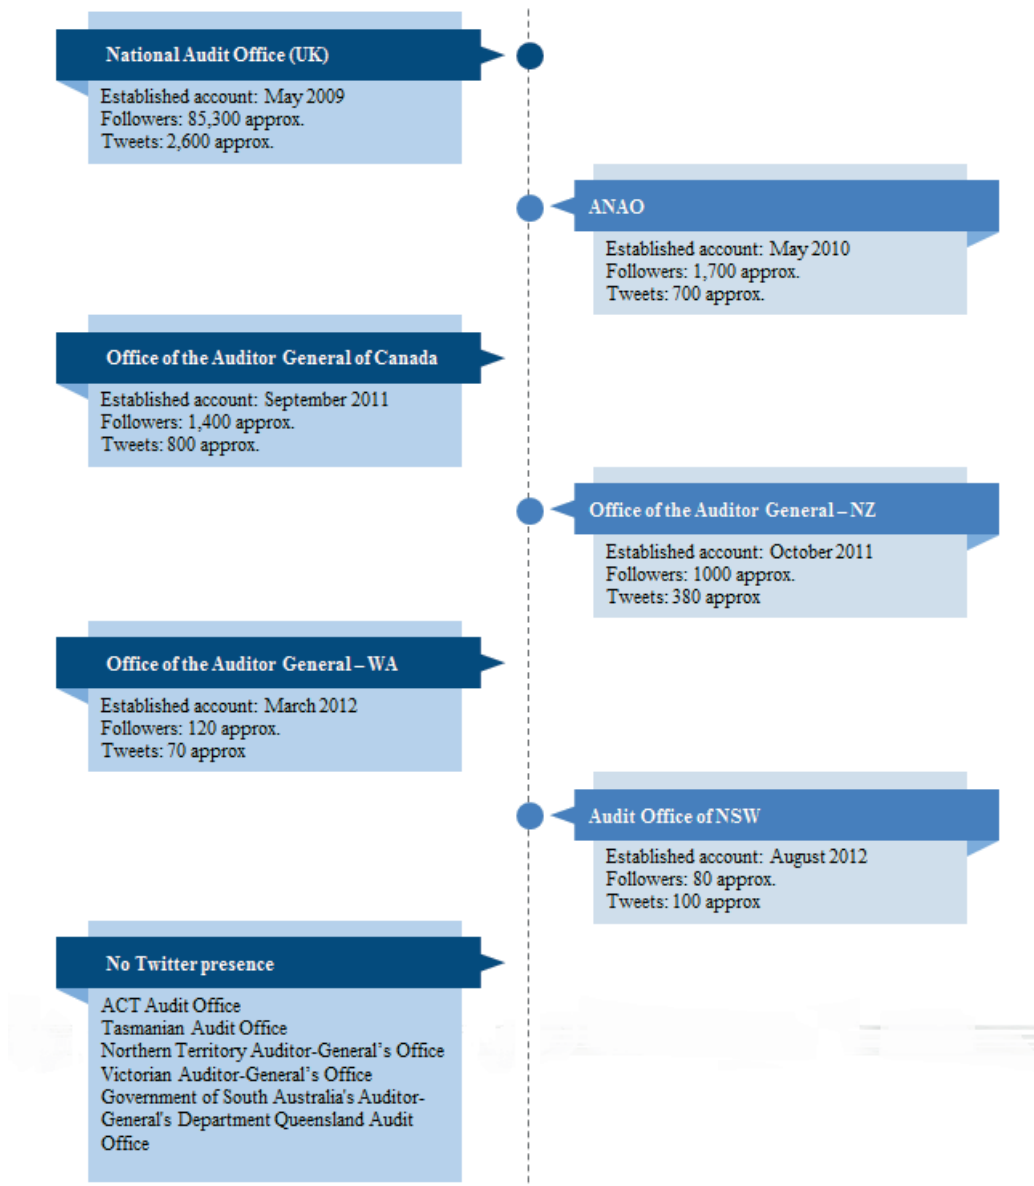 National Audit Office (UK)
Established account: May 2009
Followers: 85,300 approx.
Tweets: 2,600 approx.
ANAO
Established account: May 2010
Followers: 1,700 approx.
Tweets: 700 approx.
Office of the Auditor General of Canada
Established account: September 2011
Followers: 1,400 approx.
Tweets: 800 approx.
Office of the Auditor General – NZ
Established account: October 2011
Followers: 1000 approx.
Tweets: 380 approx
Office of the Auditor General – WA
Established account: March 2012
Followers: 120 approx.
Tweets: 70 approx
Audit Office of NSW
Established account: August 2012
Followers: 80 approx.
Tweets: 100 approx
No Twitter presence
ACT Audit Office
Tasmanian Audit Office
Northern Territory Auditor-General’s Office
Victorian Auditor-General’s Office
Government of South Australia's Auditor-
General's Department Queensland Audit
Office